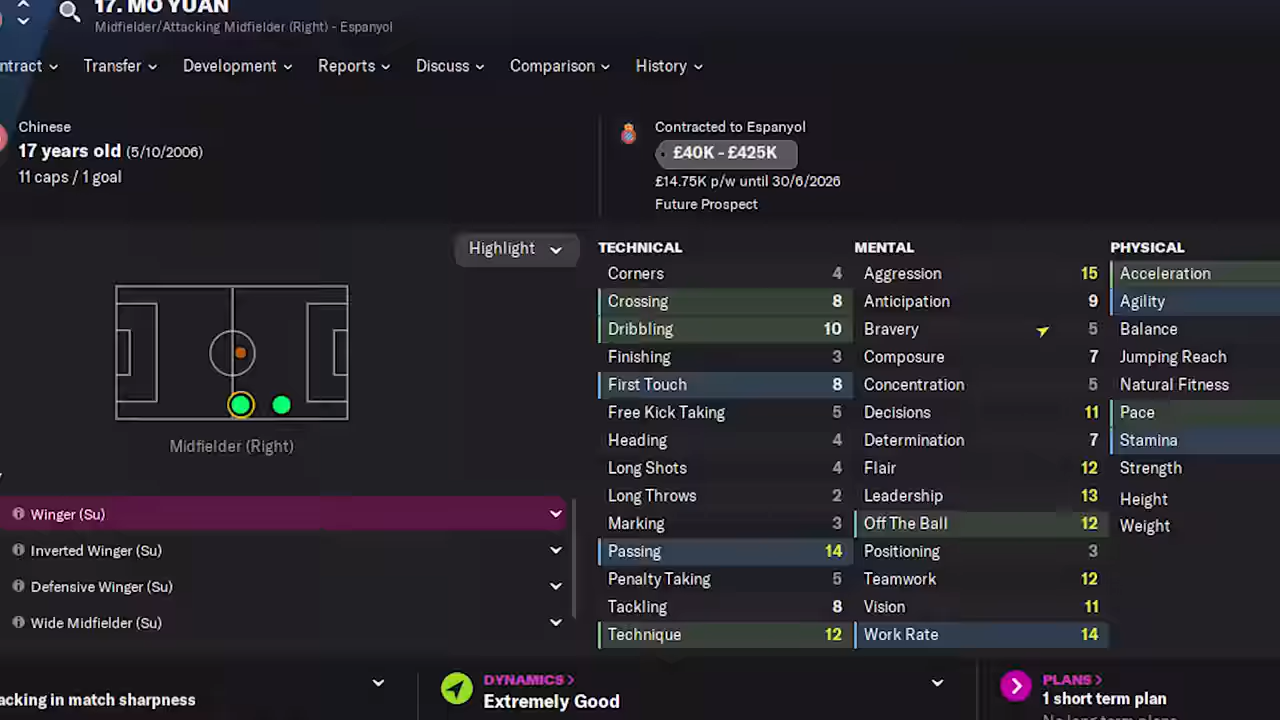 17. MO YUAN
Midfielder/Attacking Midfielder (Right) - Espanyol
ntract Transfer Development Reports Discuss Comparison History
Chinese
17 years old (5/10/2006)
11 caps / 1 goal
Contracted to Espanyol
£40K - £425K
£14.75K p/w until 30/6/2026
Future Prospect
Highlight
Midfielder (Right)
Winger (Su)
Inverted Winger (Su)
Defensive Winger (Su)
Wide Midfielder (Su)
TECHNICAL
Corners 4
Crossing 8
Dribbling 10
Finishing 3
First Touch 8
Free Kick Taking 5
Heading 4
Long Shots 4
Long Throws 2
Marking 3
Passing 14
Penalty Taking 5
Tackling 8
Technique 12
MENTAL
Aggression 15
Anticipation 9
Bravery 5
Composure 7
Concentration 5
Decisions 11
Determination 7
Flair 12
Leadership 13
Off The Ball 12
Positioning 3
Teamwork 12
Vision 11
Work Rate 14
PHYSICAL
Acceleration
Agility
Balance
Jumping Reach
Natural Fitness
Pace
Stamina
Strength
Height
Weight
acking in match sharpness
DYNAMICS >
Extremely Good
PLANS >
1 short term plan
No long term plans